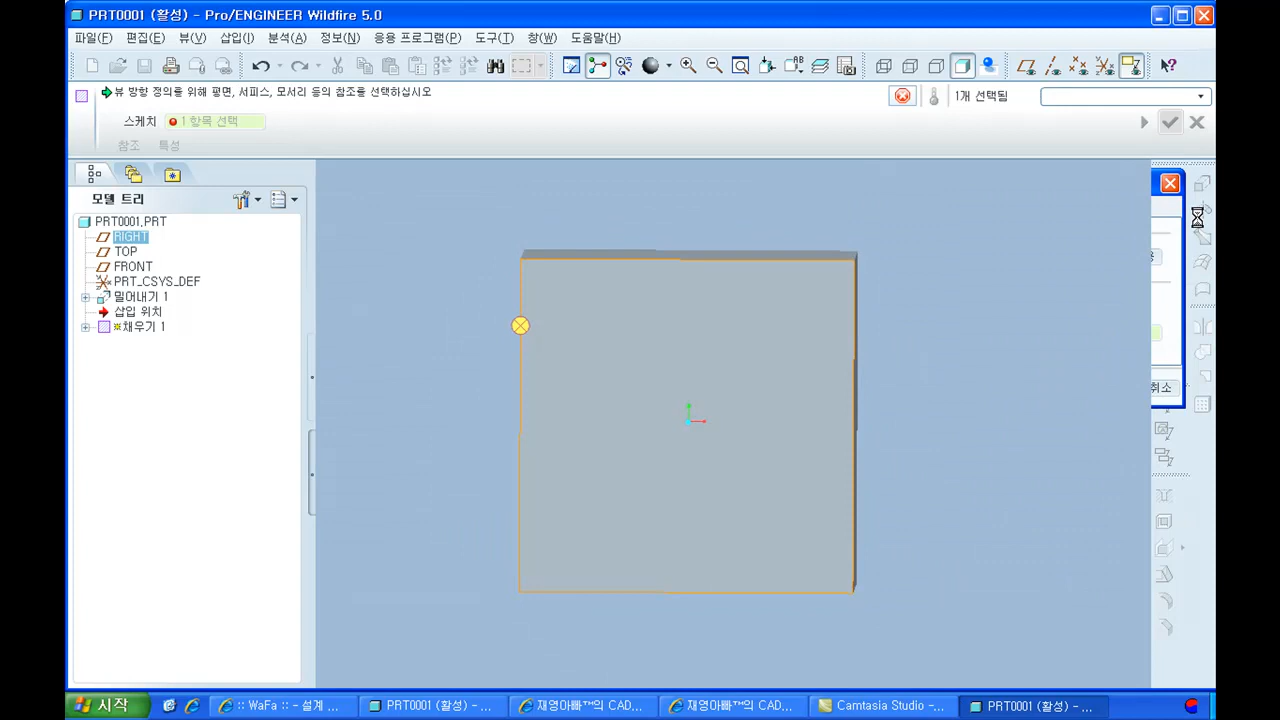 PRT0001 (활성) - Pro/ENGINEER Wildfire 5.0
파일(F) 편집(E) 뷰(V) 삽입(I) 분석(A) 정보(N) 응용 프로그램(P) 도구(T) 창(W) 도움말(H)
뷰 방향 정의을 위해 평면, 서피스, 모서리 등의 참조을 선택하십시오 1개 선택됨
스케치 1 항목 선택
참조 특성
모델 트리
PRT0001.PRT
RIGHT
TOP
FRONT
PRT_CSYS_DEF
밀어내기 1
삽입 위치
채우기 1
취소
시작 :: WaFa :: - 설계 ... PRT0001 (활성) - ... 재영아빠™의 CAD... 재영아빠™의 CAD... Camtasia Studio -... PRT0001 (활성) - ...